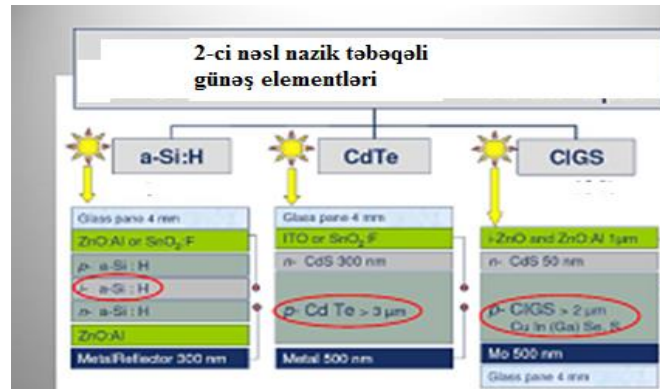 2-ci nəsl nazik təbəqəli
günəş elementləri
a-Si:H
CdTe
CIGS
Glass pane 4 mm
ZnO:Al or SnO₂:F
p- a-Si : H
i- a-Si : H
n- a-Si : H
ZnO:Al
MetalReflector 300 nm
Glass pane 4 mm
ITO or SnO₂:F
n- CdS 300 nm
p- Cd Te > 3 µm
Metal 500 nm
i-ZnO and ZnO:Al 1µm
n- CdS 50 nm
p- CIGS > 2 µm
Cu In (Ga) Se, S
Mo 500 nm
Glass pane 4 mm